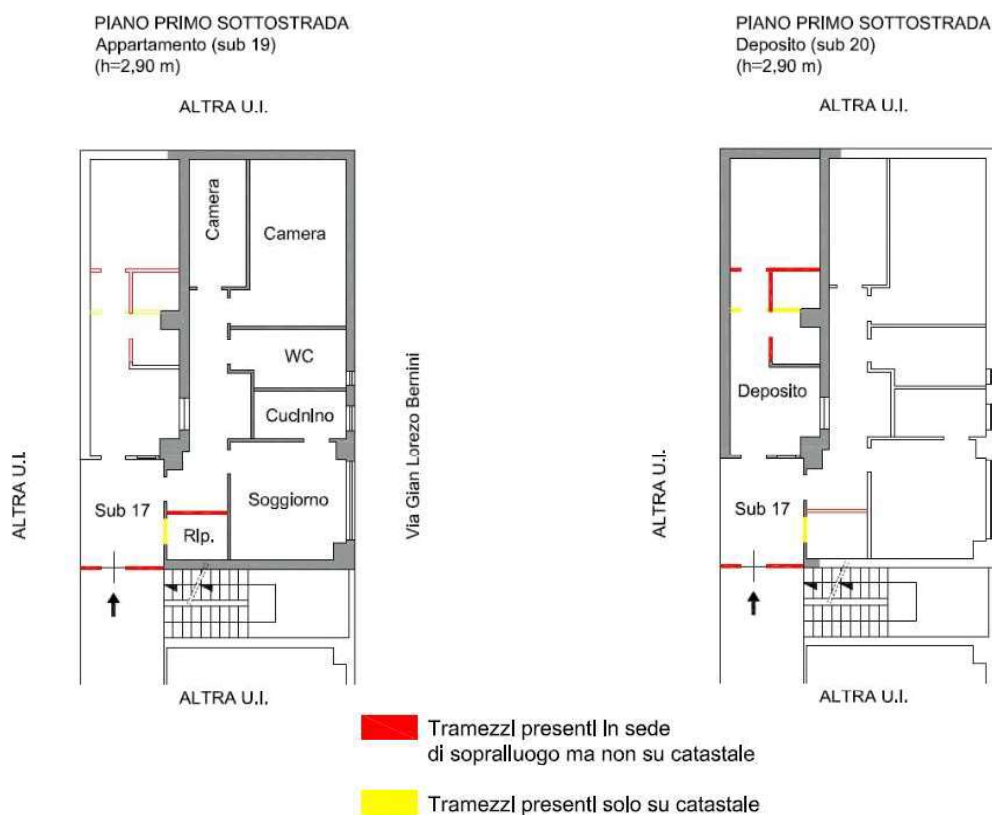 PIANO PRIMO SOTTOSTRADA
Appartamento (sub 19)
(h=2,90 m)
ALTRA U.I.
Camera
Camera
WC
Cucinino
Soggiorno
Rip.
Sub 17
ALTRA U.I.
Via Gian Lorezo Bernini
ALTRA U.I.
PIANO PRIMO SOTTOSTRADA
Deposito (sub 20)
(h=2,90 m)
ALTRA U.I.
Deposito
Sub 17
ALTRA U.I.
ALTRA U.I.
Tramezzi presenti in sede
di sopralluogo ma non su catastale
Tramezzi presenti solo su catastale